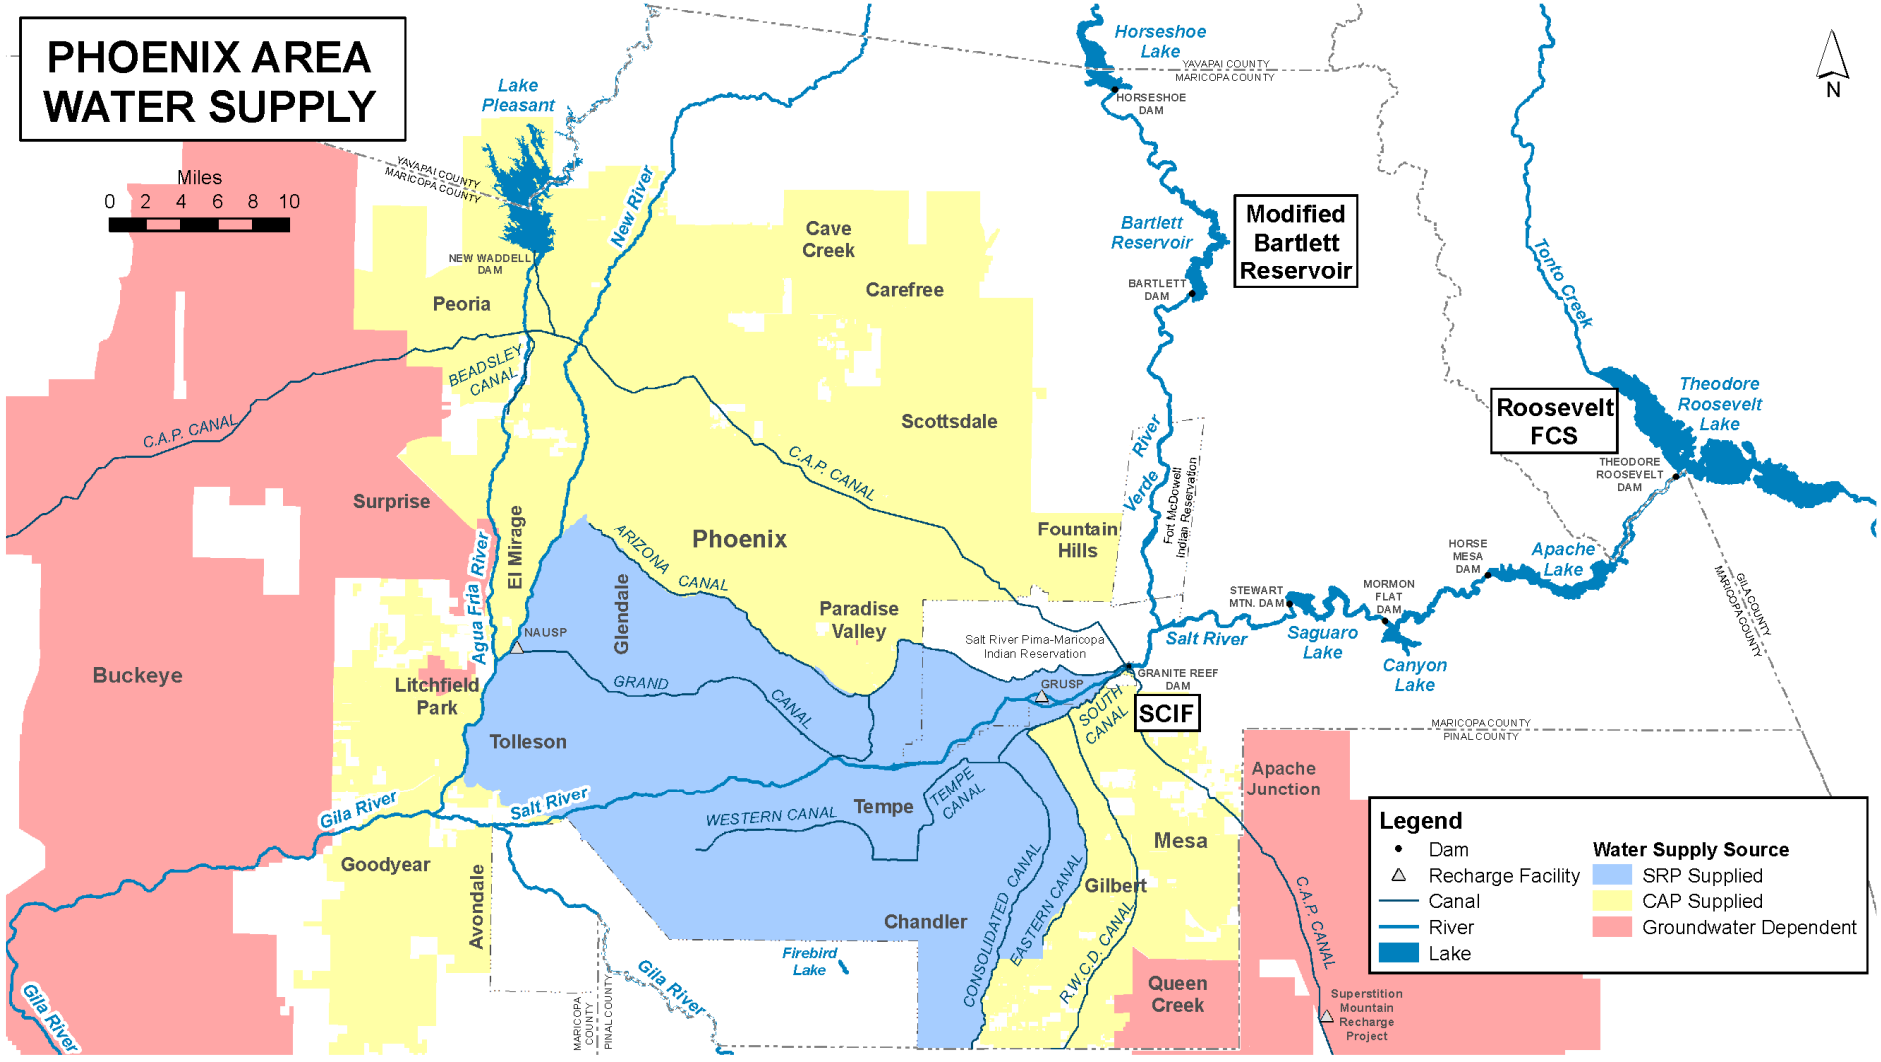 PHOENIX AREA
WATER SUPPLY
Miles
0 2 4 6 8 10
Lake
Pleasant
YAVAPAI COUNTY
MARICOPA COUNTY
NEW WADDELL
DAM
New River
Horseshoe
Lake
YAVAPAI COUNTY
MARICOPA COUNTY
HORSESHOE
DAM
N
Cave
Creek
Carefree
Peoria
Bartlett
Reservoir
BARTLETT
DAM
Modified
Bartlett
Reservoir
Tonto Creek
BEADSLEY
CANAL
C.A.P. CANAL
Scottsdale
C.A.P. CANAL
Verde River
Fort McDowell
Indian Reservation
Roosevelt
FCS
Theodore
Roosevelt
Lake
THEODORE
ROOSEVELT
DAM
Surprise
El Mirage
Agua Fria River
ARIZONA CANAL
Phoenix
Fountain
Hills
Glendale
Paradise
Valley
HORSE
MESA
DAM
Apache
Lake
STEWART
MTN. DAM
MORMON
FLAT
DAM
GILA COUNTY
MARICOPA COUNTY
NAUSP
Salt River Pima-Maricopa
Indian Reservation
Salt River
Saguaro
Lake
Canyon
Lake
Buckeye
Litchfield
Park
GRAND CANAL
GRUSP
GRANITE REEF
DAM
SOUTH
CANAL
SCIF
Tolleson
MARICOPA COUNTY
PINAL COUNTY
Apache
Junction
Gila River
Salt River
WESTERN CANAL
Tempe
TEMPE
CANAL
Mesa
Goodyear
Avondale
Chandler
CONSOLIDATED CANAL
EASTERN CANAL
Gilbert
R.W.C.D. CANAL
C.A.P. CANAL
Firebird
Lake
Gila River
Gila River
MARICOPA
COUNTY
PINAL COUNTY
Queen
Creek
Superstition
Mountain
Recharge
Project
Legend
Dam
Recharge Facility
Canal
River
Lake
Water Supply Source
SRP Supplied
CAP Supplied
Groundwater Dependent